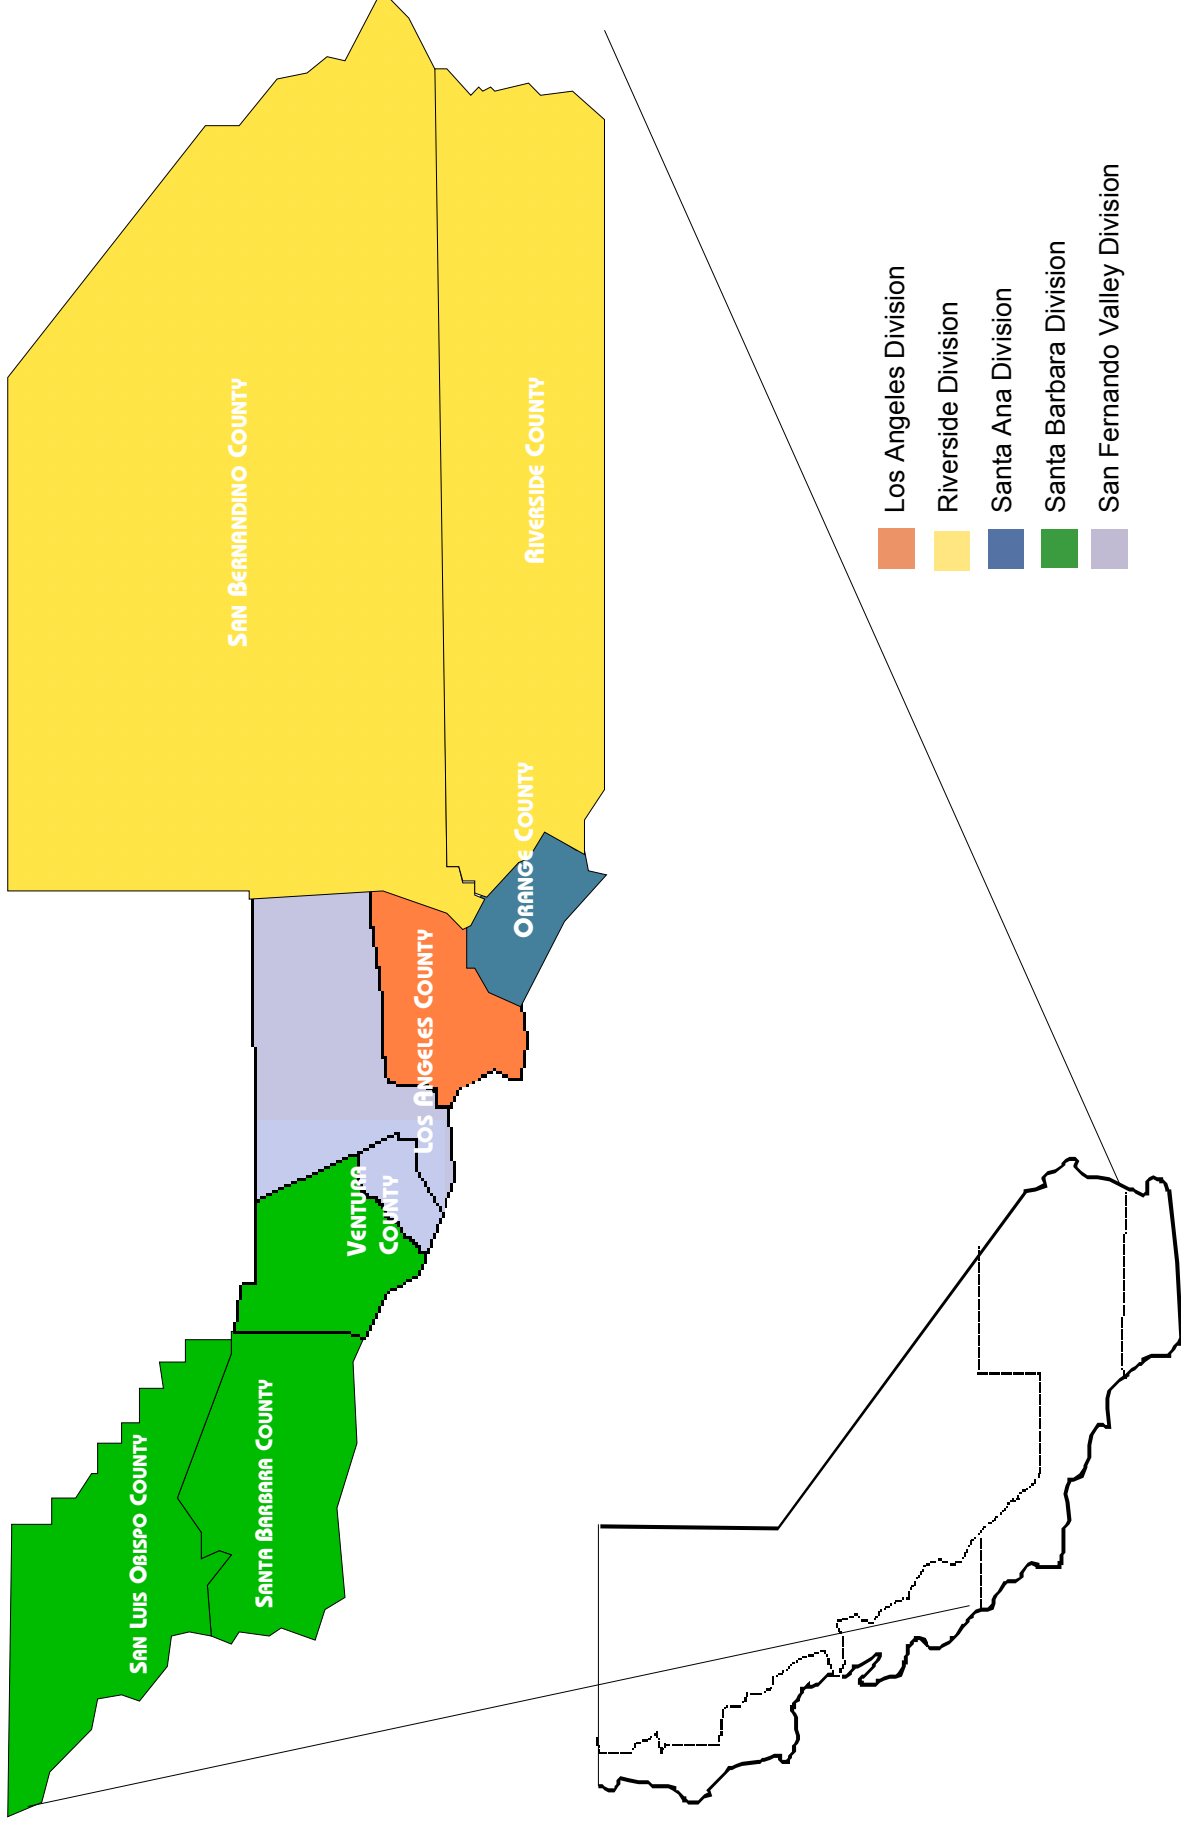 SAN LUIS OBISPO COUNTY
SANTA BARBARA COUNTY
VENTURA
COUNTY
LOS ANGELES COUNTY
ORANGE COUNTY
SAN BERNANDINO COUNTY
RIVERSIDE COUNTY
Los Angeles Division
Riverside Division
Santa Ana Division
Santa Barbara Division
San Fernando Valley Division